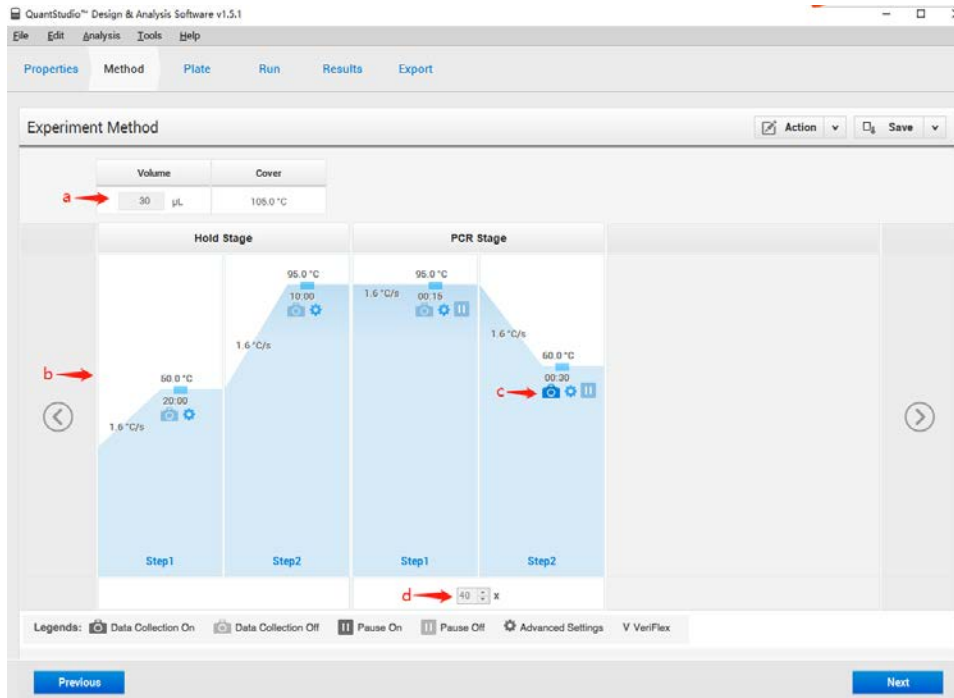 QuantStudio™ Design & Analysis Software v1.5.1
File Edit Analysis Tools Help
Properties Method Plate Run Results Export
Experiment Method
Action
Save
Volume Cover
a
30 µL 105.0 °C
Hold Stage PCR Stage
95.0 °C 95.0 °C
10:00 1.6 °C/s 00:15
1.6 °C/s
1.6 °C/s
60.0 °C
b
50.0 °C
00:30
c
20:00
1.6 °C/s
Step1 Step2 Step1 Step2
d 40 x
Legends: Data Collection On Data Collection Off Pause On Pause Off Advanced Settings V VeriFlex
Previous Next